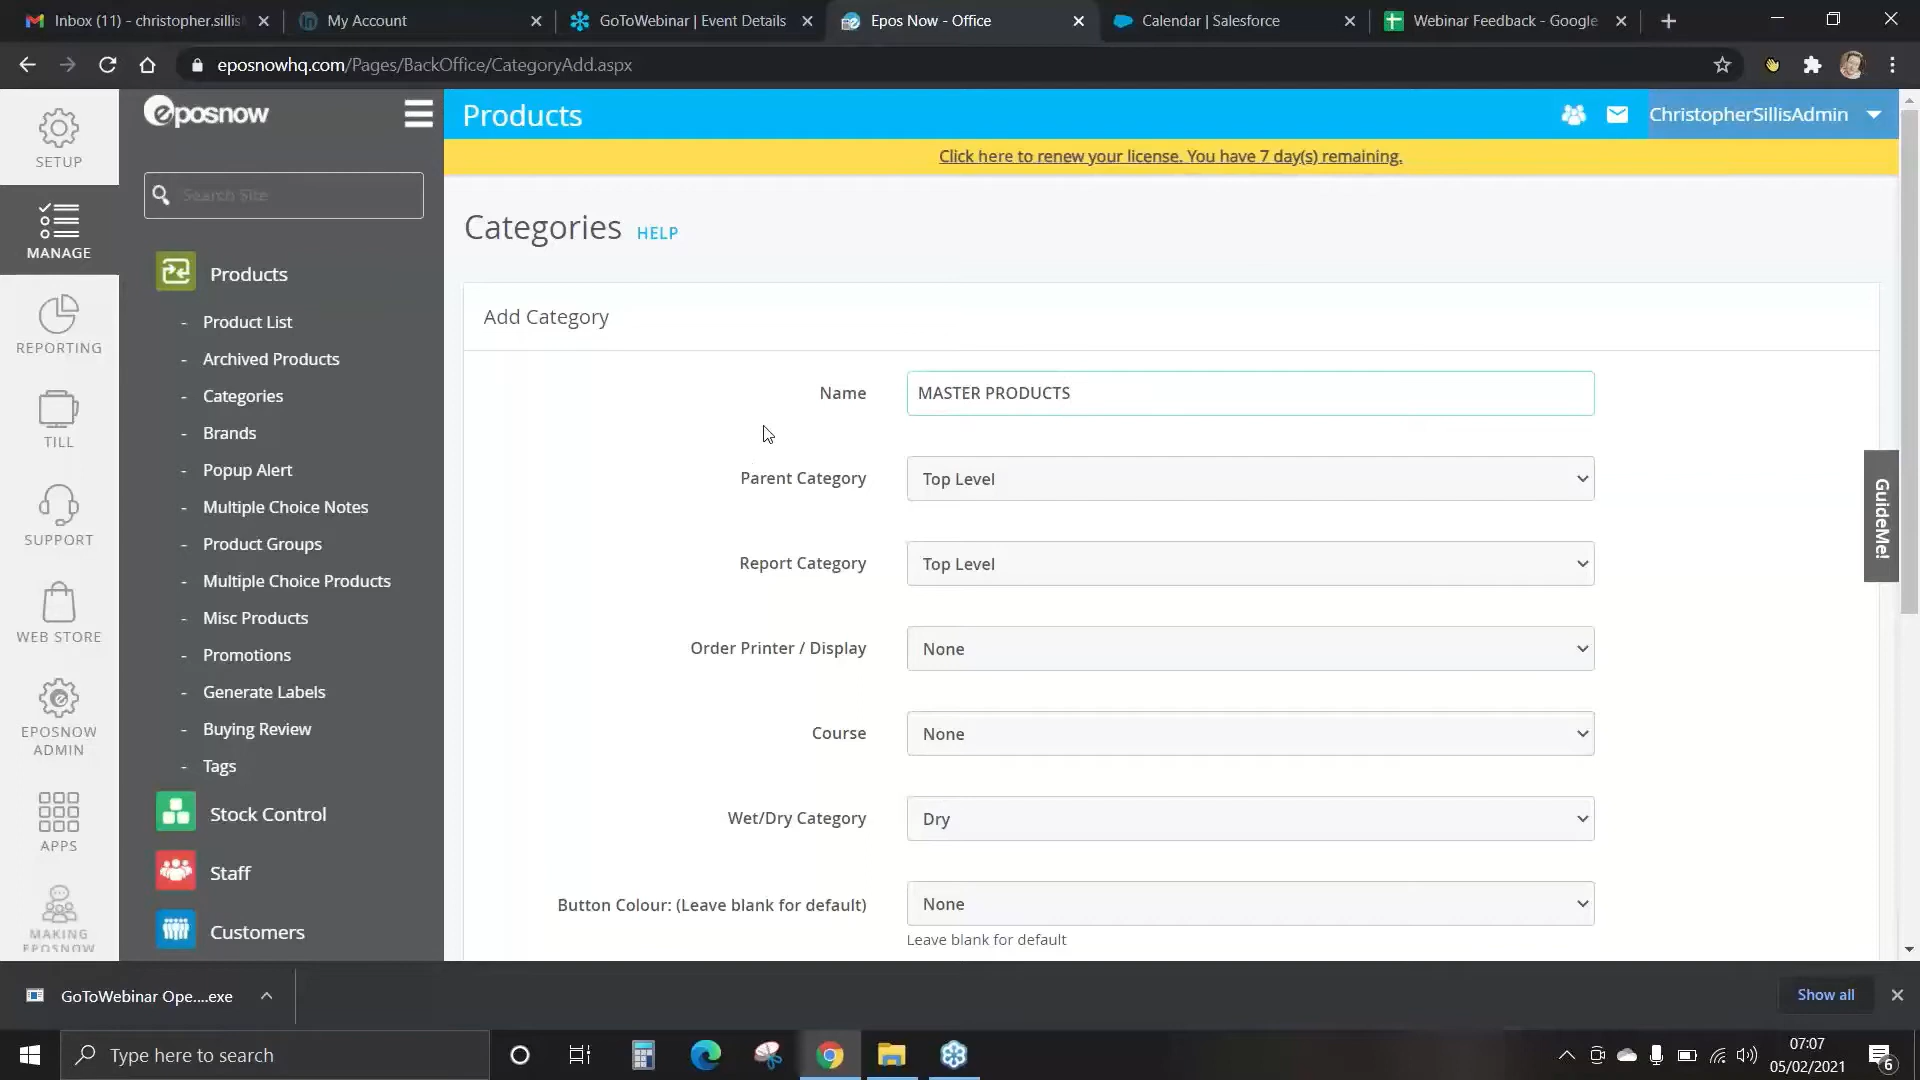 Inbox (11) - christopher.sillis
My Account
GoToWebinar | Event Details
Epos Now - Office
Calendar | Salesforce
Webinar Feedback - Google
eposnowhq.com/Pages/BackOffice/CategoryAdd.aspx
SETUP
MANAGE
REPORTING
TILL
SUPPORT
WEB STORE
EPOSNOW
ADMIN
APPS
MAKING
EPOSNOW
eposnow
Search Site
Products
- Product List
- Archived Products
- Categories
- Brands
- Popup Alert
- Multiple Choice Notes
- Product Groups
- Multiple Choice Products
- Misc Products
- Promotions
- Generate Labels
- Buying Review
- Tags
Stock Control
Staff
Customers
Products
ChristopherSillisAdmin
Click here to renew your license. You have 7 day(s) remaining.
Categories HELP
Add Category
Name MASTER PRODUCTS
Parent Category Top Level
Report Category Top Level
Order Printer / Display None
Course None
Wet/Dry Category Dry
Button Colour: (Leave blank for default) None
Leave blank for default
GuideMe!
GoToWebinar Ope....exe
Show all
Type here to search
07:07
05/02/2021
6